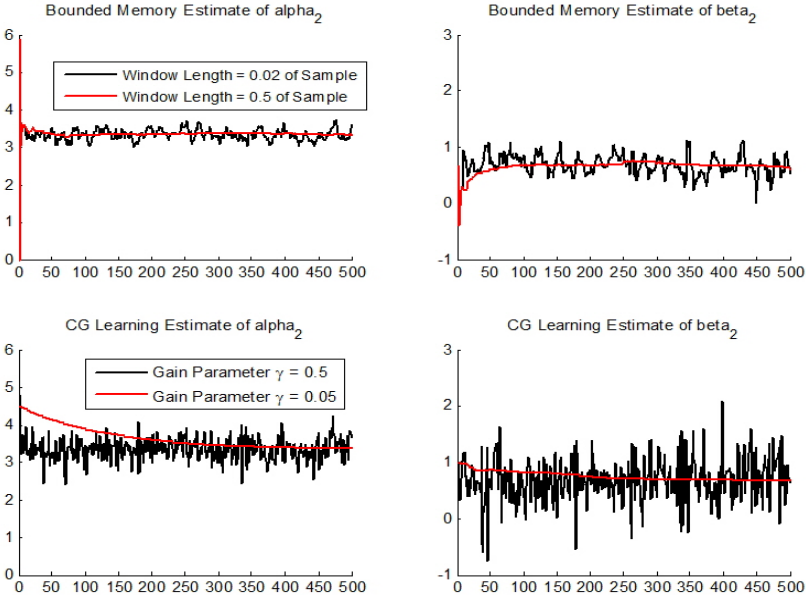 Bounded Memory Estimate of alpha2
6
5
4
3
2
1
0
Window Length = 0.02 of Sample
Window Length = 0.5 of Sample
0 50 100 150 200 250 300 350 400 450 500
Bounded Memory Estimate of beta2
3
2
1
0
-1
0 50 100 150 200 250 300 350 400 450 500
CG Learning Estimate of alpha2
6
5
4
3
2
1
0
Gain Parameter γ = 0.5
Gain Parameter γ = 0.05
0 50 100 150 200 250 300 350 400 450 500
CG Learning Estimate of beta2
3
2
1
0
-1
0 50 100 150 200 250 300 350 400 450 500